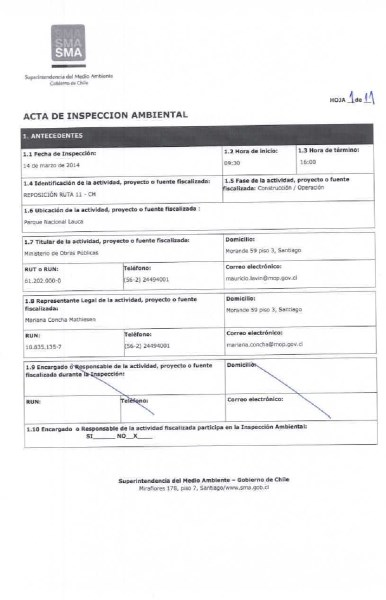 SMA
SMA
SMA
Superintendencia del Medio Ambiente
Gobierno de Chile
HOJA 1 de 11
ACTA DE INSPECCION AMBIENTAL
1. ANTECEDENTES
1.1 Fecha de Inspección:
14 de marzo de 2014
1.2 Hora de inicio:
09:30
1.3 Hora de término:
16:00
1.4 Identificación de la actividad, proyecto o fuente fiscalizado:
REPOSICIÓN RUTA 11 - CH
1.5 Fase de la actividad, proyecto o fuente
fiscalizada: Construcción / Operación
1.6 Ubicación de la actividad, proyecto o fuente fiscalizada :
Parque Nacional Lauca
1.7 Titular de la actividad, proyecto o fuente fiscalizado:
Ministerio de Obras Públicas
Domicilio:
Morande 59 piso 3, Santiago
RUT o RUN:
61.202.000-0
Teléfono:
(56-2) 24494001
Correo electrónico:
mauricio.lavin@mop.gov.cl
1.8 Representante Legal de la actividad, proyecto o fuente
fiscalizada:
Mariana Concha Mathiesen
Domicilio:
Morande 59 piso 3, Santiago
RUN:
10.635.135-7
Teléfono:
(56-2) 24494001
Correo electrónico:
mariana.concha@mop.gov.cl
1.9 Encargado o Responsable de la actividad, proyecto o fuente
fiscalizada durante la Inspección:
Domicilio:
RUN:
Teléfono:
Correo electrónico:
1.10 Encargado o Responsable de la actividad fiscalizada participa en la Inspección Ambiental:
SI______ NO__X____
Superintendencia del Medio Ambiente – Gobierno de Chile
Miraflores 178, piso 7, Santiago/www.sma.gob.cl